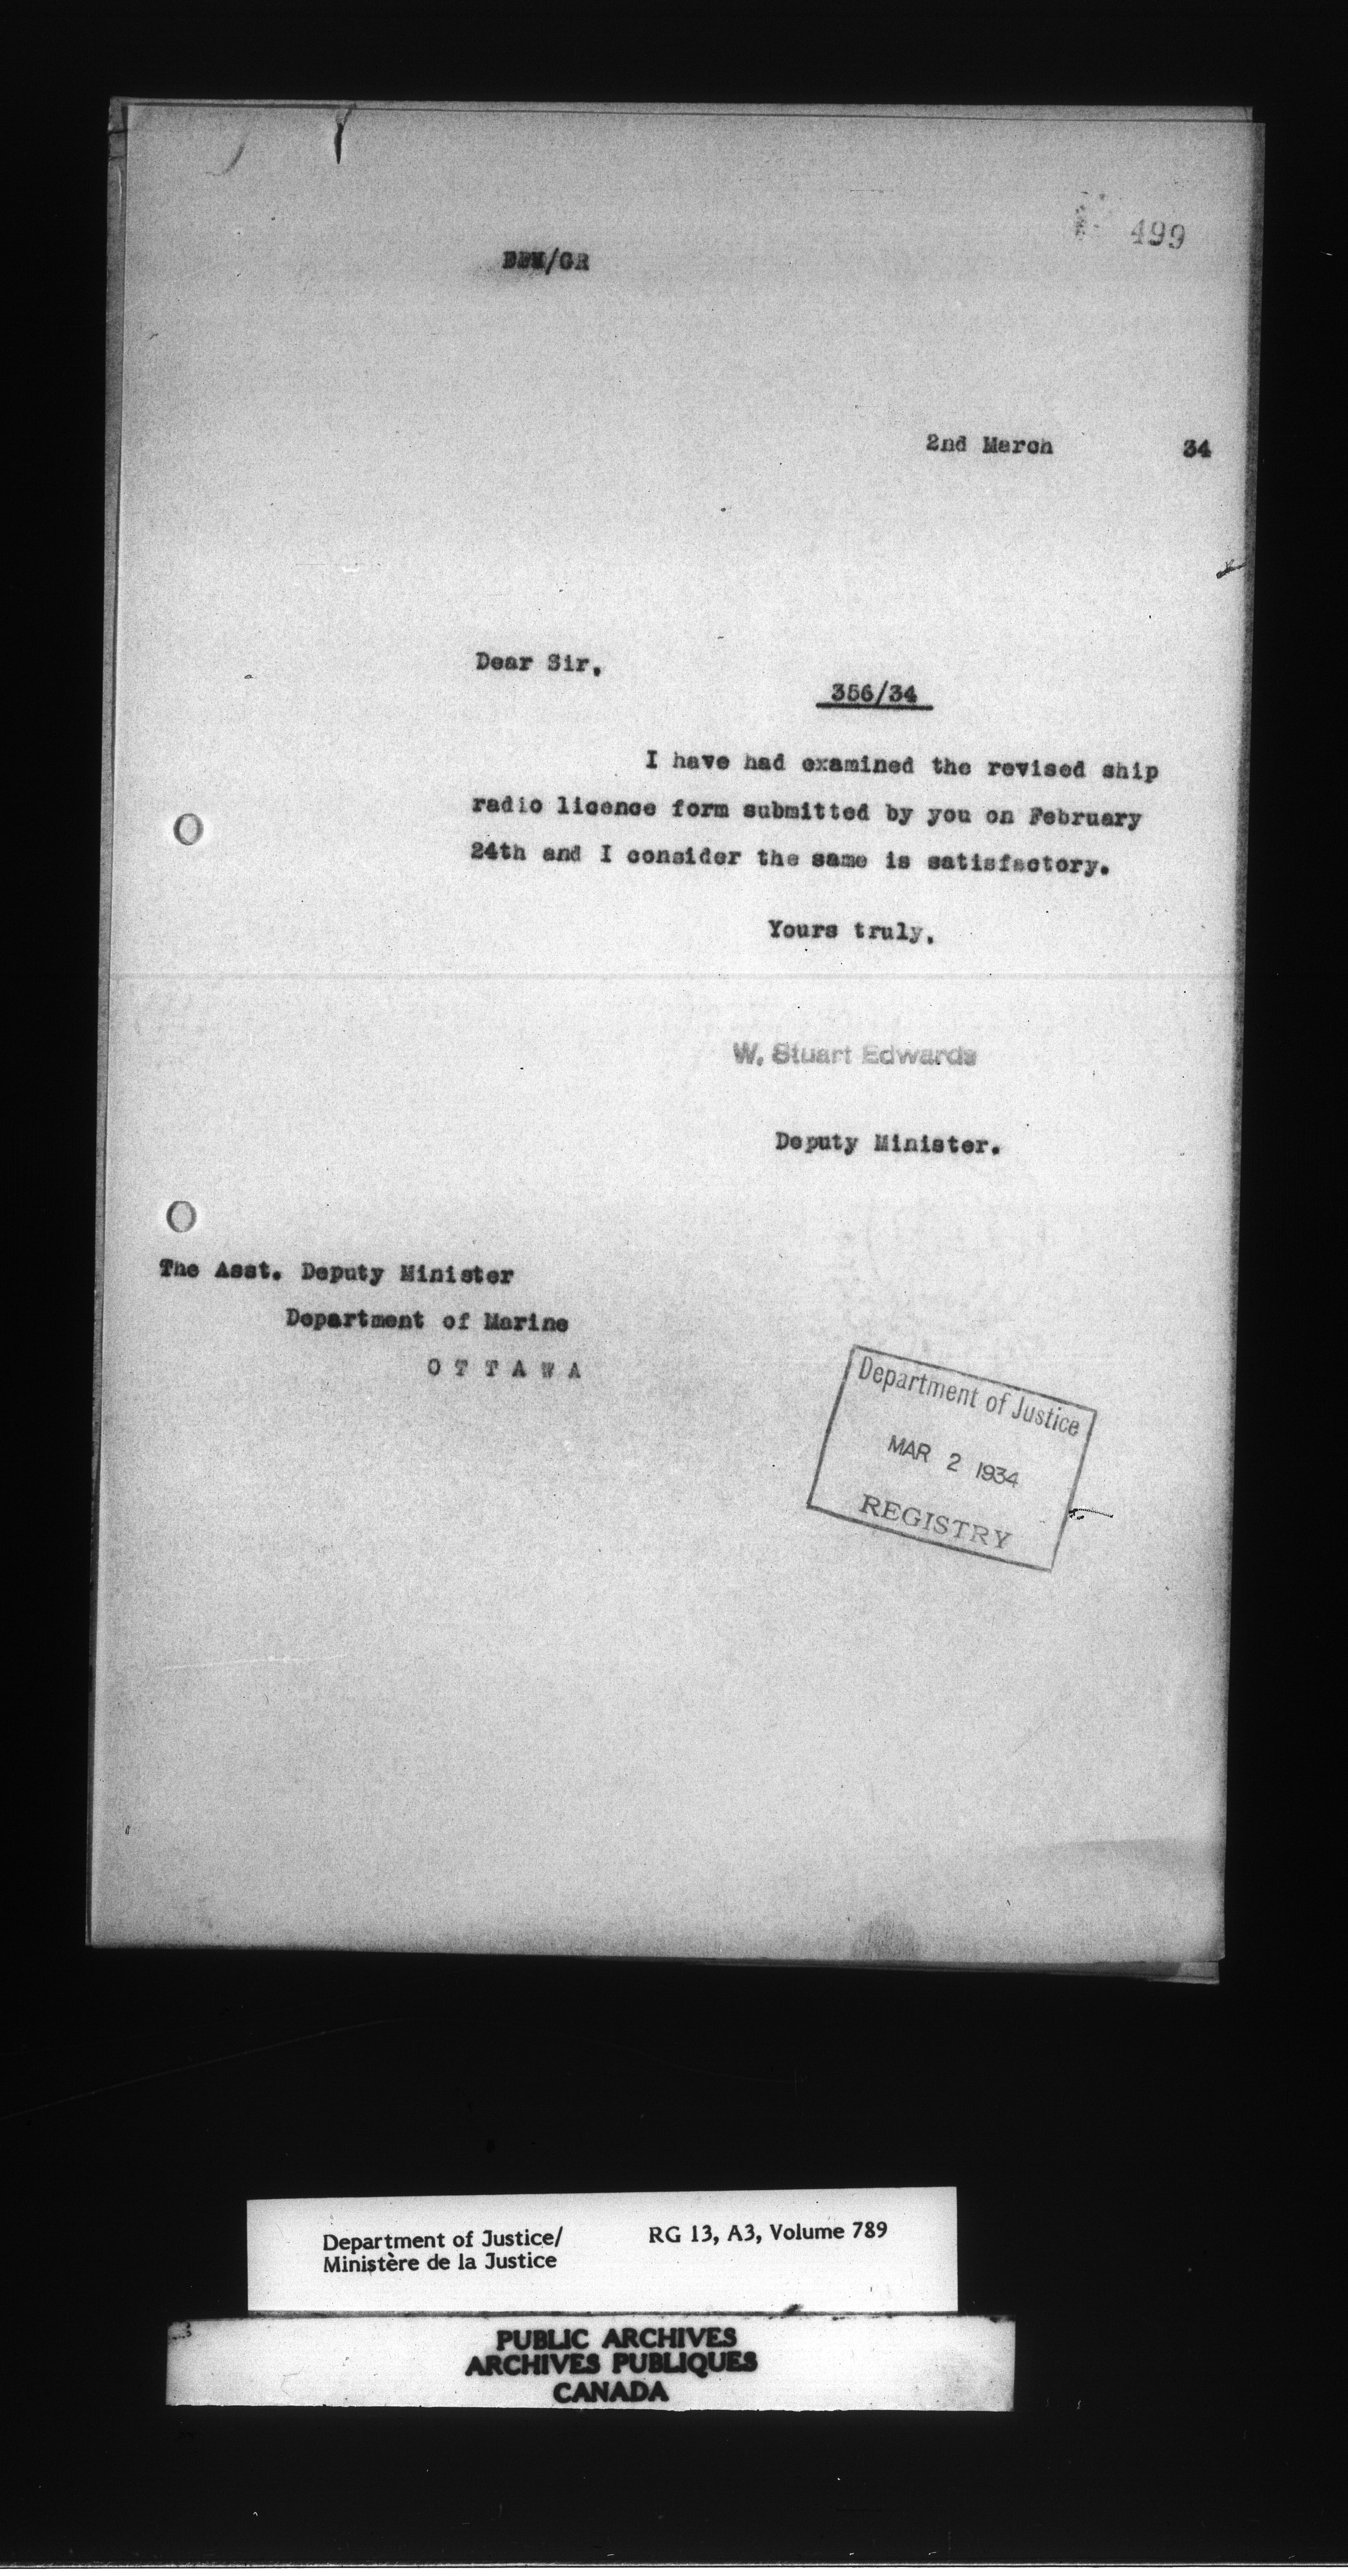 499
/GR
2nd March 34
Dear Sir,
356/34
I have had examined the revised ship
radio licence form submitted by you on February
24th and I consider the same is satisfactory.
Yours truly,
W. Stuart Edwards
Deputy Minister.
The Asst. Deputy Minister
Department of Marine
O T T A W A
Department of Justice
MAR 2 1934
REGISTRY
Department of Justice/ RG 13, A3, Volume 789
Ministère de la Justice
PUBLIC ARCHIVES
ARCHIVES PUBLIQUES
CANADA